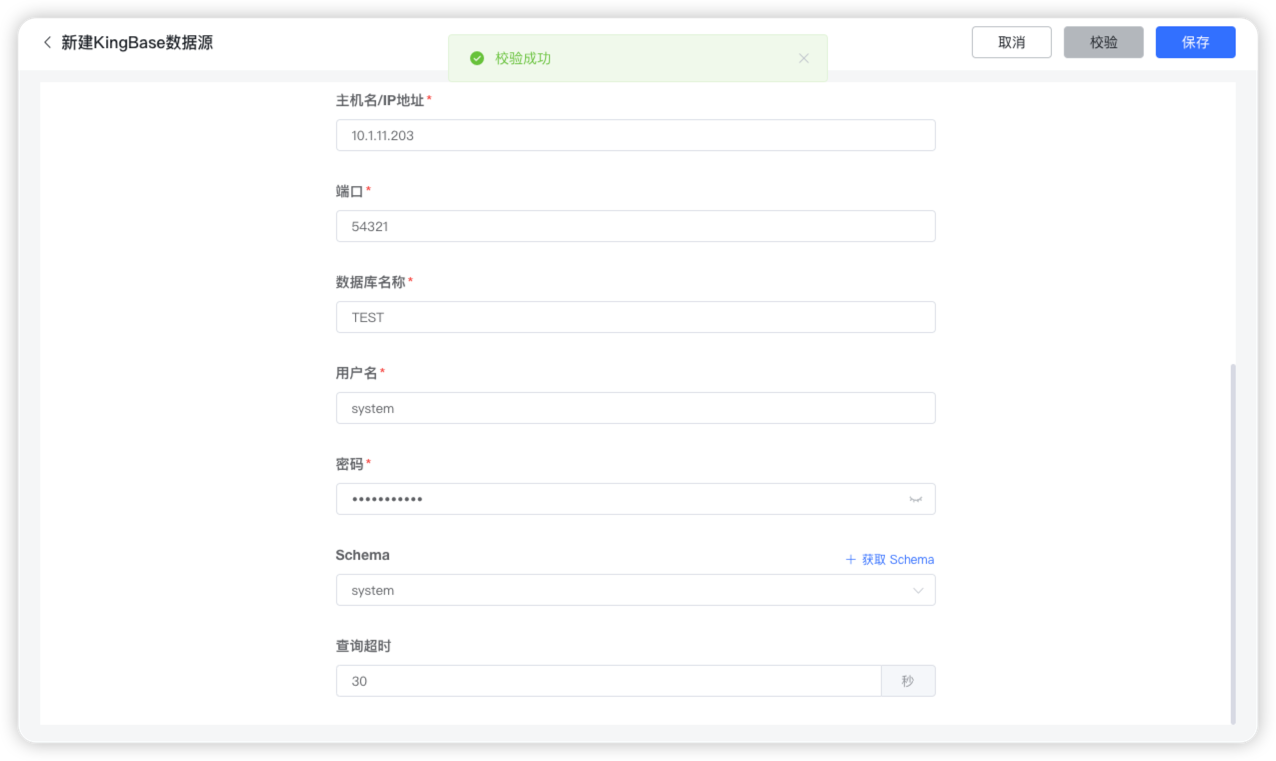 新建KingBase数据源
校验成功
取消
校验
保存
主机名/IP地址*
10.1.11.203
端口*
54321
数据库名称*
TEST
用户名*
system
密码*
•••••••••••
Schema
+ 获取 Schema
system
查询超时
30
秒